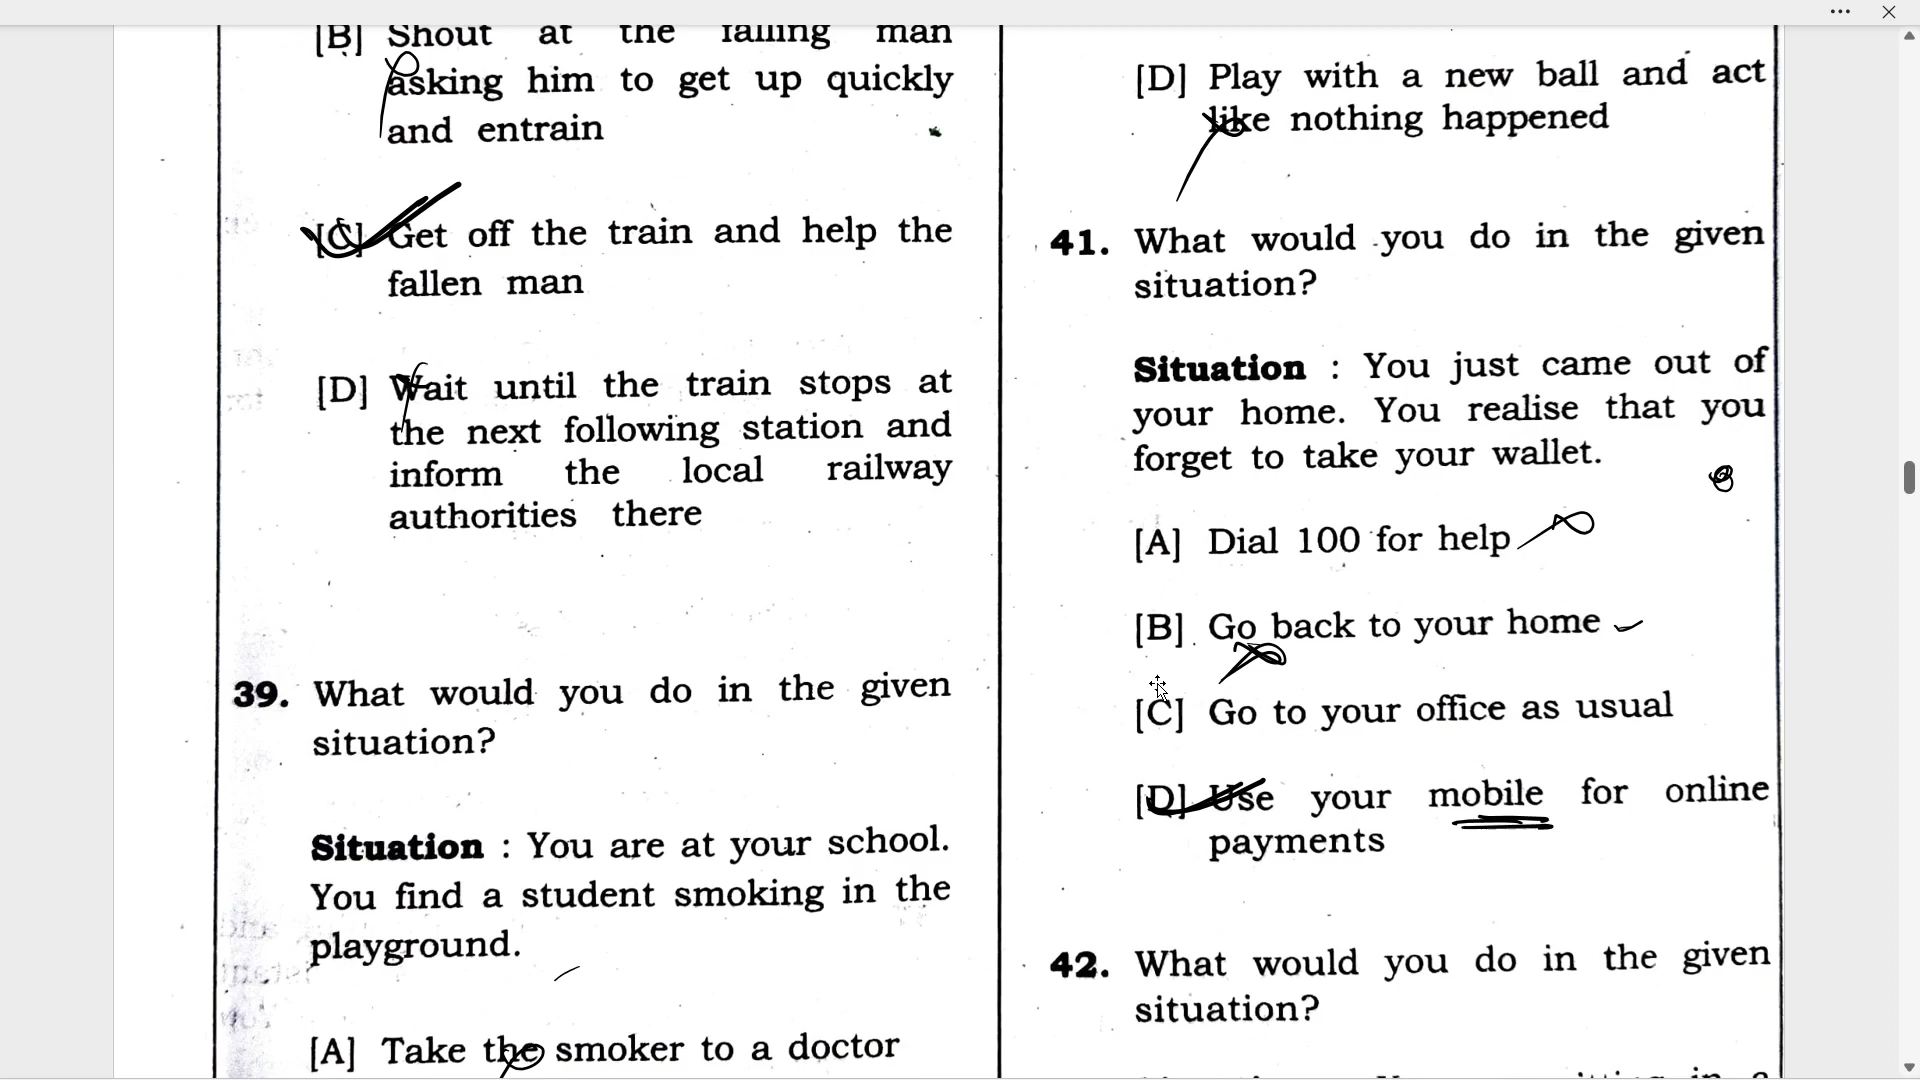 [B] Shout at the falling man
asking him to get up quickly
and entrain
[C] Get off the train and help the
fallen man
[D] Wait until the train stops at
the next following station and
inform the local railway
authorities there
39. What would you do in the given
situation?
Situation : You are at your school.
You find a student smoking in the
playground.
[A] Take the smoker to a doctor
[D] Play with a new ball and act
like nothing happened
41. What would you do in the given
situation?
Situation : You just came out of
your home. You realise that you
forget to take your wallet.
[A] Dial 100 for help
[B] Go back to your home
[C] Go to your office as usual
[D] Use your mobile for online
payments
42. What would you do in the given
situation?